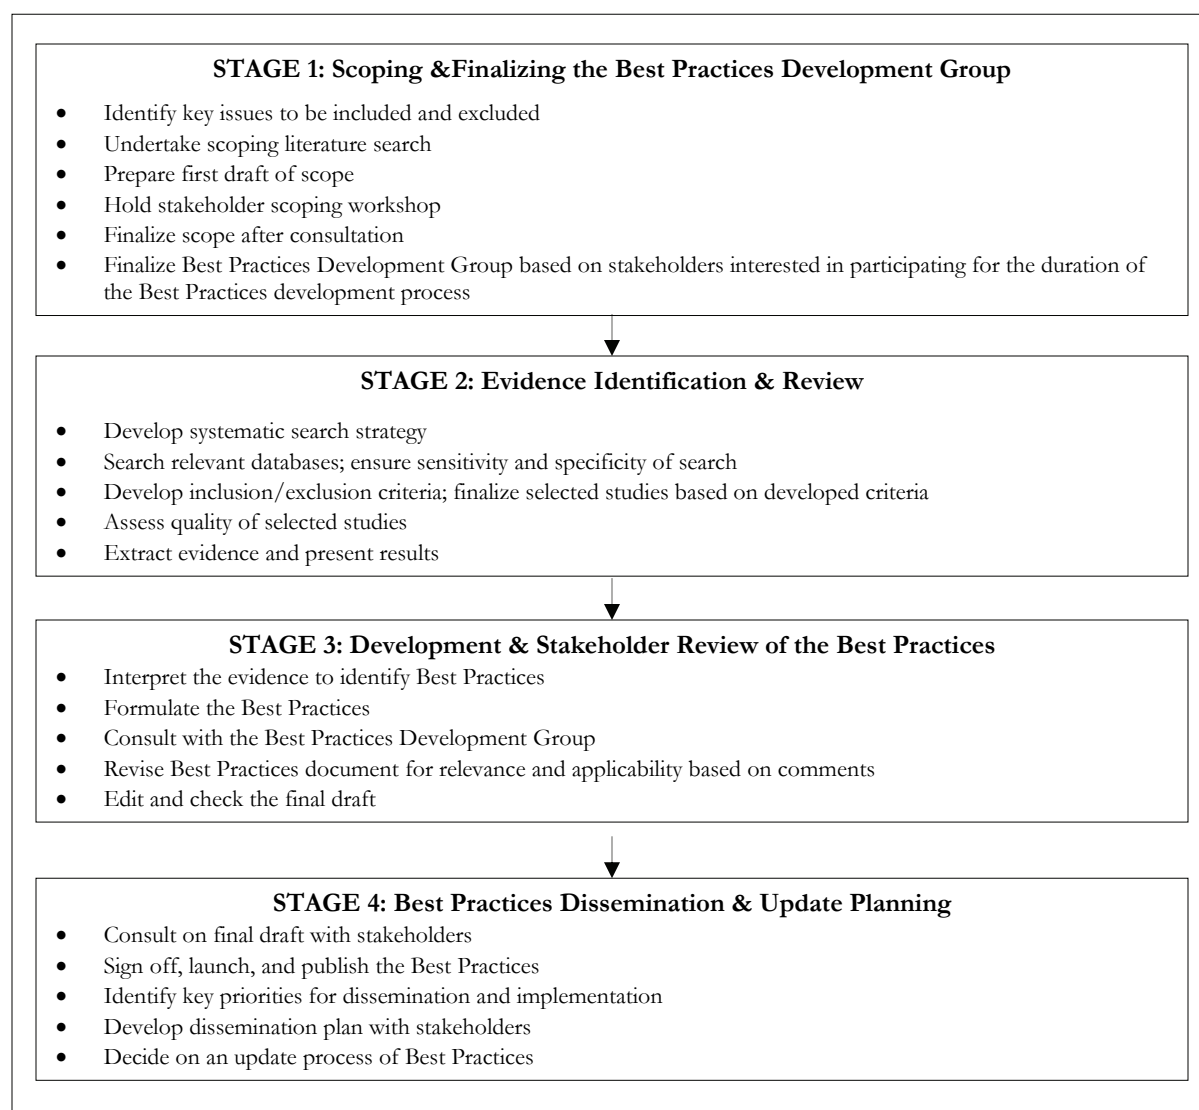 STAGE 1: Scoping &Finalizing the Best Practices Development Group
• Identify key issues to be included and excluded
• Undertake scoping literature search
• Prepare first draft of scope
• Hold stakeholder scoping workshop
• Finalize scope after consultation
• Finalize Best Practices Development Group based on stakeholders interested in participating for the duration of
the Best Practices development process
STAGE 2: Evidence Identification & Review
• Develop systematic search strategy
• Search relevant databases; ensure sensitivity and specificity of search
• Develop inclusion/exclusion criteria; finalize selected studies based on developed criteria
• Assess quality of selected studies
• Extract evidence and present results
STAGE 3: Development & Stakeholder Review of the Best Practices
• Interpret the evidence to identify Best Practices
• Formulate the Best Practices
• Consult with the Best Practices Development Group
• Revise Best Practices document for relevance and applicability based on comments
• Edit and check the final draft
STAGE 4: Best Practices Dissemination & Update Planning
• Consult on final draft with stakeholders
• Sign off, launch, and publish the Best Practices
• Identify key priorities for dissemination and implementation
• Develop dissemination plan with stakeholders
• Decide on an update process of Best Practices